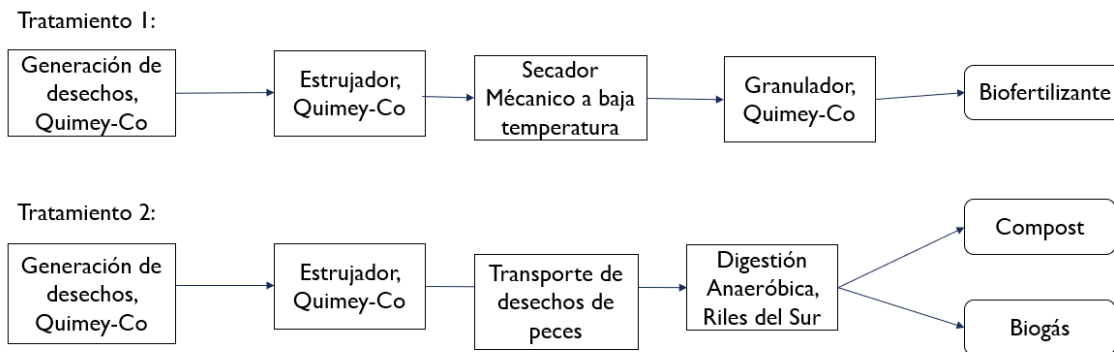 Tratamiento 1:
Generación de
desechos,
Quimey-Co
Estrujador,
Quimey-Co
Secador
Mécanico a baja
temperatura
Granulador,
Quimey-Co
Biofertilizante
Tratamiento 2:
Generación de
desechos,
Quimey-Co
Estrujador,
Quimey-Co
Transporte de
desechos de
peces
Digestión
Anaeróbica,
Riles del Sur
Compost
Biogás